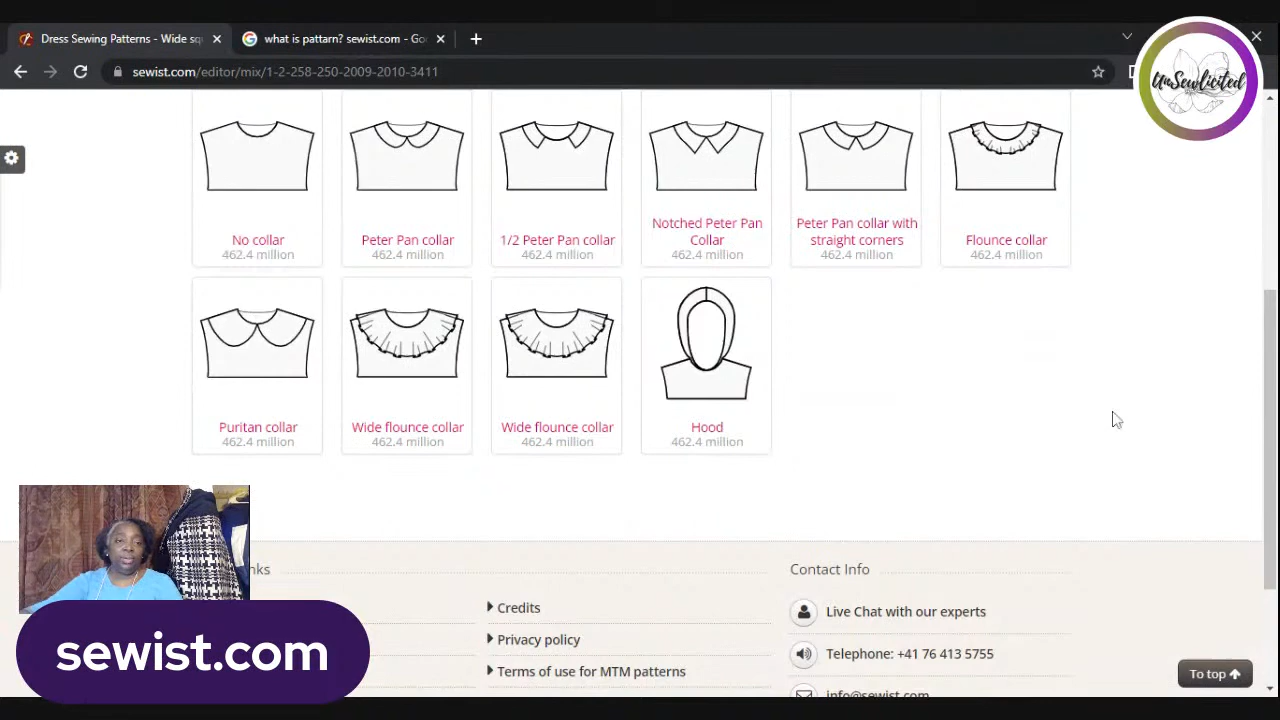 Dress Sewing Patterns - Wide sq
what is pattarn? sewist.com - Go
sewist.com/editor/mix/1-2-258-250-2009-2010-3411
UnSewlicited
No collar
462.4 million
Peter Pan collar
462.4 million
1/2 Peter Pan collar
462.4 million
Notched Peter Pan
Collar
462.4 million
Peter Pan collar with
straight corners
462.4 million
Flounce collar
462.4 million
Puritan collar
462.4 million
Wide flounce collar
462.4 million
Wide flounce collar
462.4 million
Hood
462.4 million
nks
Credits
Privacy policy
Terms of use for MTM patterns
Contact Info
Live Chat with our experts
Telephone: +41 76 413 5755
info@sewist.com
To top
sewist.com